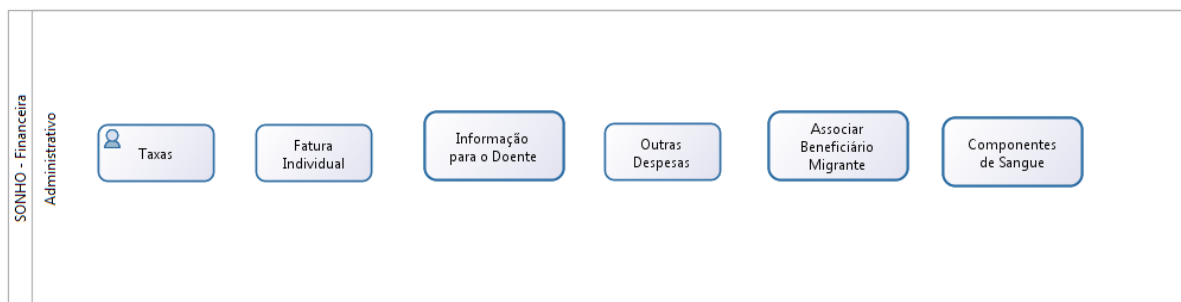 SONHO - Financeira
Administrativo
Taxas
Fatura
Individual
Informação
para o Doente
Outras
Despesas
Associar
Beneficiário
Migrante
Componentes
de Sangue